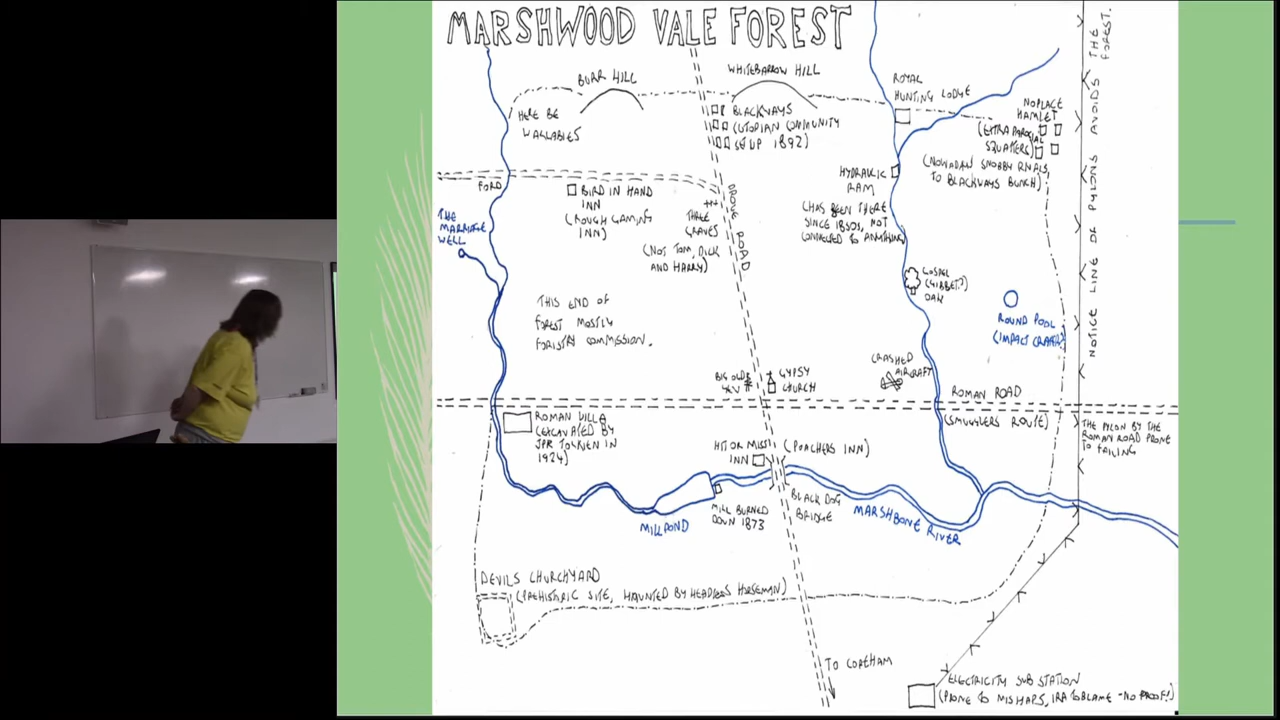 MARSHWOOD VALE FOREST
BURR HILL
WHITEBARROW HILL
HERE BE
WALLABIES
BLACKWAYS
(UTOPIAN COMMUNITY
SET UP 1892)
ROYAL
HUNTING LODGE
NOPLACE
HAMLET
(EXTRA PAROCHIAL
SQUATTERS)
(NOWADAYS SNOBBY RIVALS,
TO BLACKWAYS BUNCH)
NOTICE LINE OF PYLONS AVOIDS THE
FOREST.
FORD
BIRD IN HAND
INN
(ROUGH GAMING
INN)
THREE
GRAVES
(NOT TOM, DICK
AND HARRY)
DROVE ROAD
HYDRAULIC
RAM
(HAS BEEN THERE
SINCE 1850S, NOT
CONNECTED TO ANYTHING)
THE
MARRIAGE
WELL
THIS END OF
FOREST MOSTLY
FORISTRY COMMISSION.
GOSPEL
(GIBBET?)
OAK
ROUND POOL
(IMPACT CRATER?)
BIG OLDE
YEW
GYPSY
CHURCH
CRASHED
AIRCRAFT
ROMAN ROAD
(SMUGGLERS ROUTE)
THE PYLON BY THE
ROMAN ROAD PRONE
TO FAILING
ROMAN VILLA
(EXCAVATED BY
JRR TOLKIEN IN
1924)
HIT OR MISS
INN
(POACHERS INN)
MILLPOND
MILL BURNED
DOWN 1873
BLACK DOG
BRIDGE
MARSHBONE RIVER
DEVILS CHURCHYARD
(PREHISTORIC SITE, HAUNTED BY HEADLESS HORSEMAN)
TO COREHAM
ELECTRICITY SUB STATION
(PRONE TO MISHAPS, IRA TO BLAME - NO PROOF!)